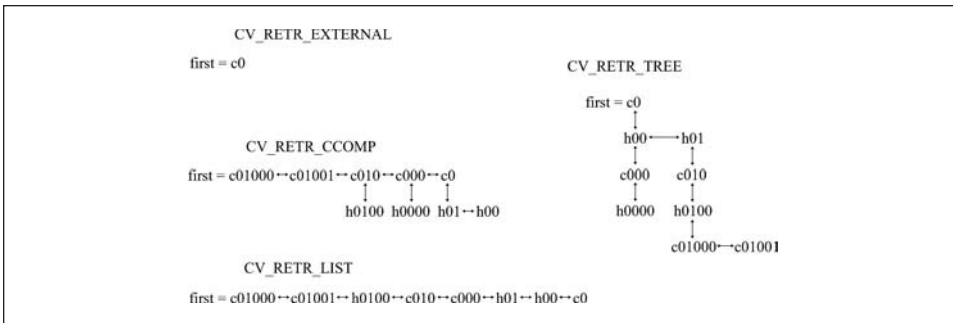 CV_RETR_EXTERNAL
first = c0
CV_RETR_TREE
first = c0
h00 ⟷ h01
c000 c010
h0000 h0100
c01000↔c01001
CV_RETR_CCOMP
first = c01000↔c01001↔c010↔c000↔c0
h0100 h0000 h01↔h00
CV_RETR_LIST
first = c01000↔c01001↔h0100↔c010↔c000↔h01↔h00↔c0